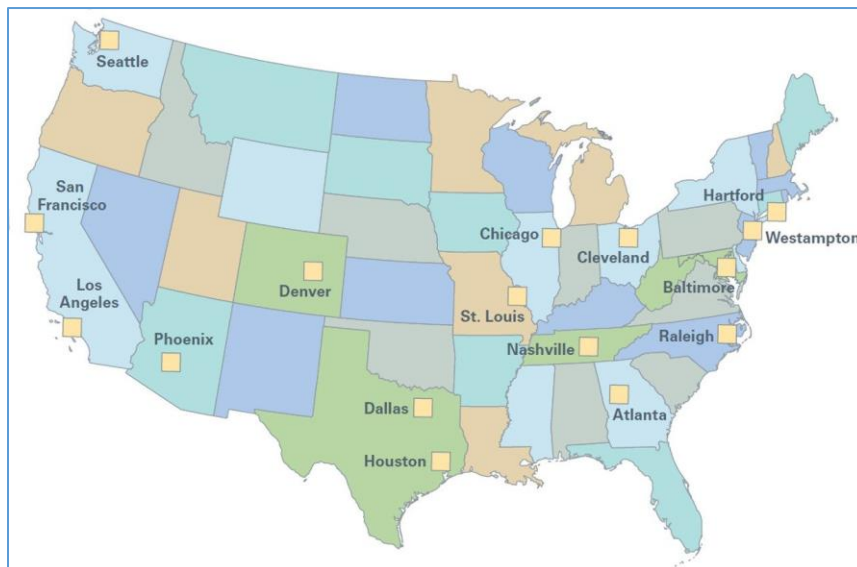 Seattle
San
Francisco
Los
Angeles
Phoenix
Denver
Dallas
Houston
St. Louis
Chicago
Cleveland
Nashville
Atlanta
Raleigh
Baltimore
Hartford
Westampton